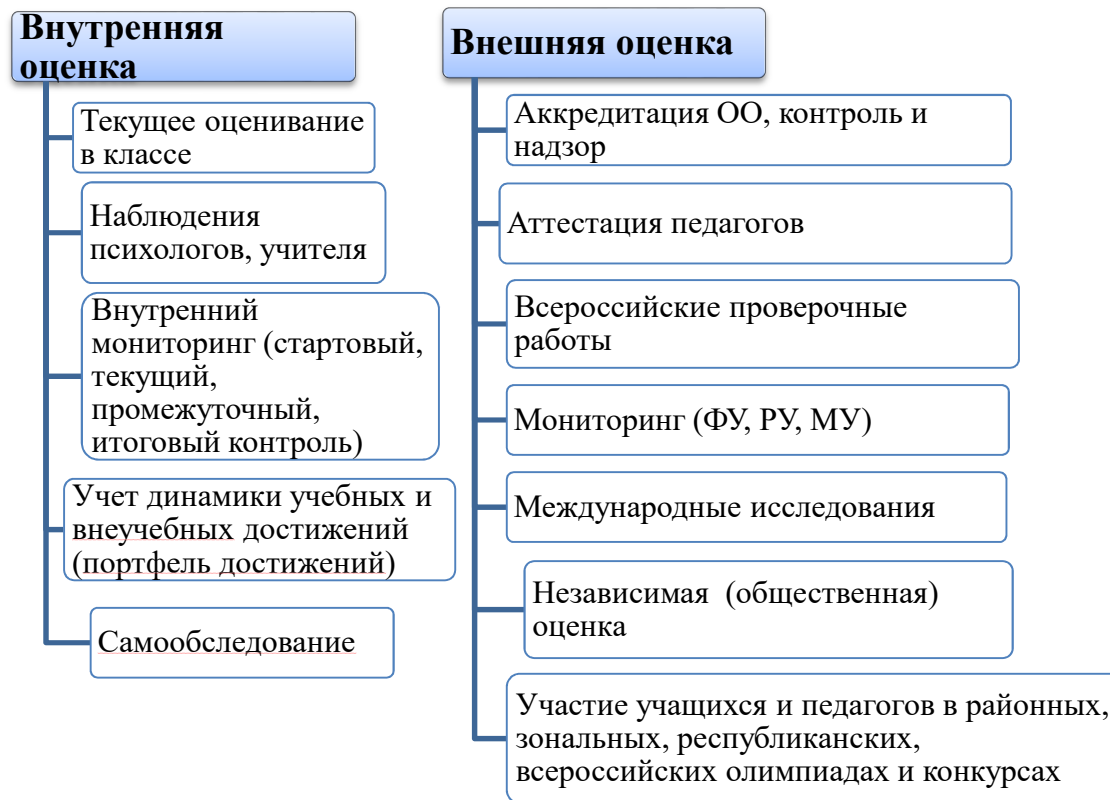 Внутренняя
оценка
Текущее оценивание
в классе
Наблюдения
психологов, учителя
Внутренний
мониторинг (стартовый,
текущий,
промежуточный,
итоговый контроль)
Учет динамики учебных и
внеучебных достижений
(портфель достижений)
Самообследование
Внешняя оценка
Аккредитация ОО, контроль и
надзор
Аттестация педагогов
Всероссийские проверочные
работы
Мониторинг (ФУ, РУ, МУ)
Международные исследования
Независимая (общественная)
оценка
Участие учащихся и педагогов в районных,
зональных, республиканских,
всероссийских олимпиадах и конкурсах